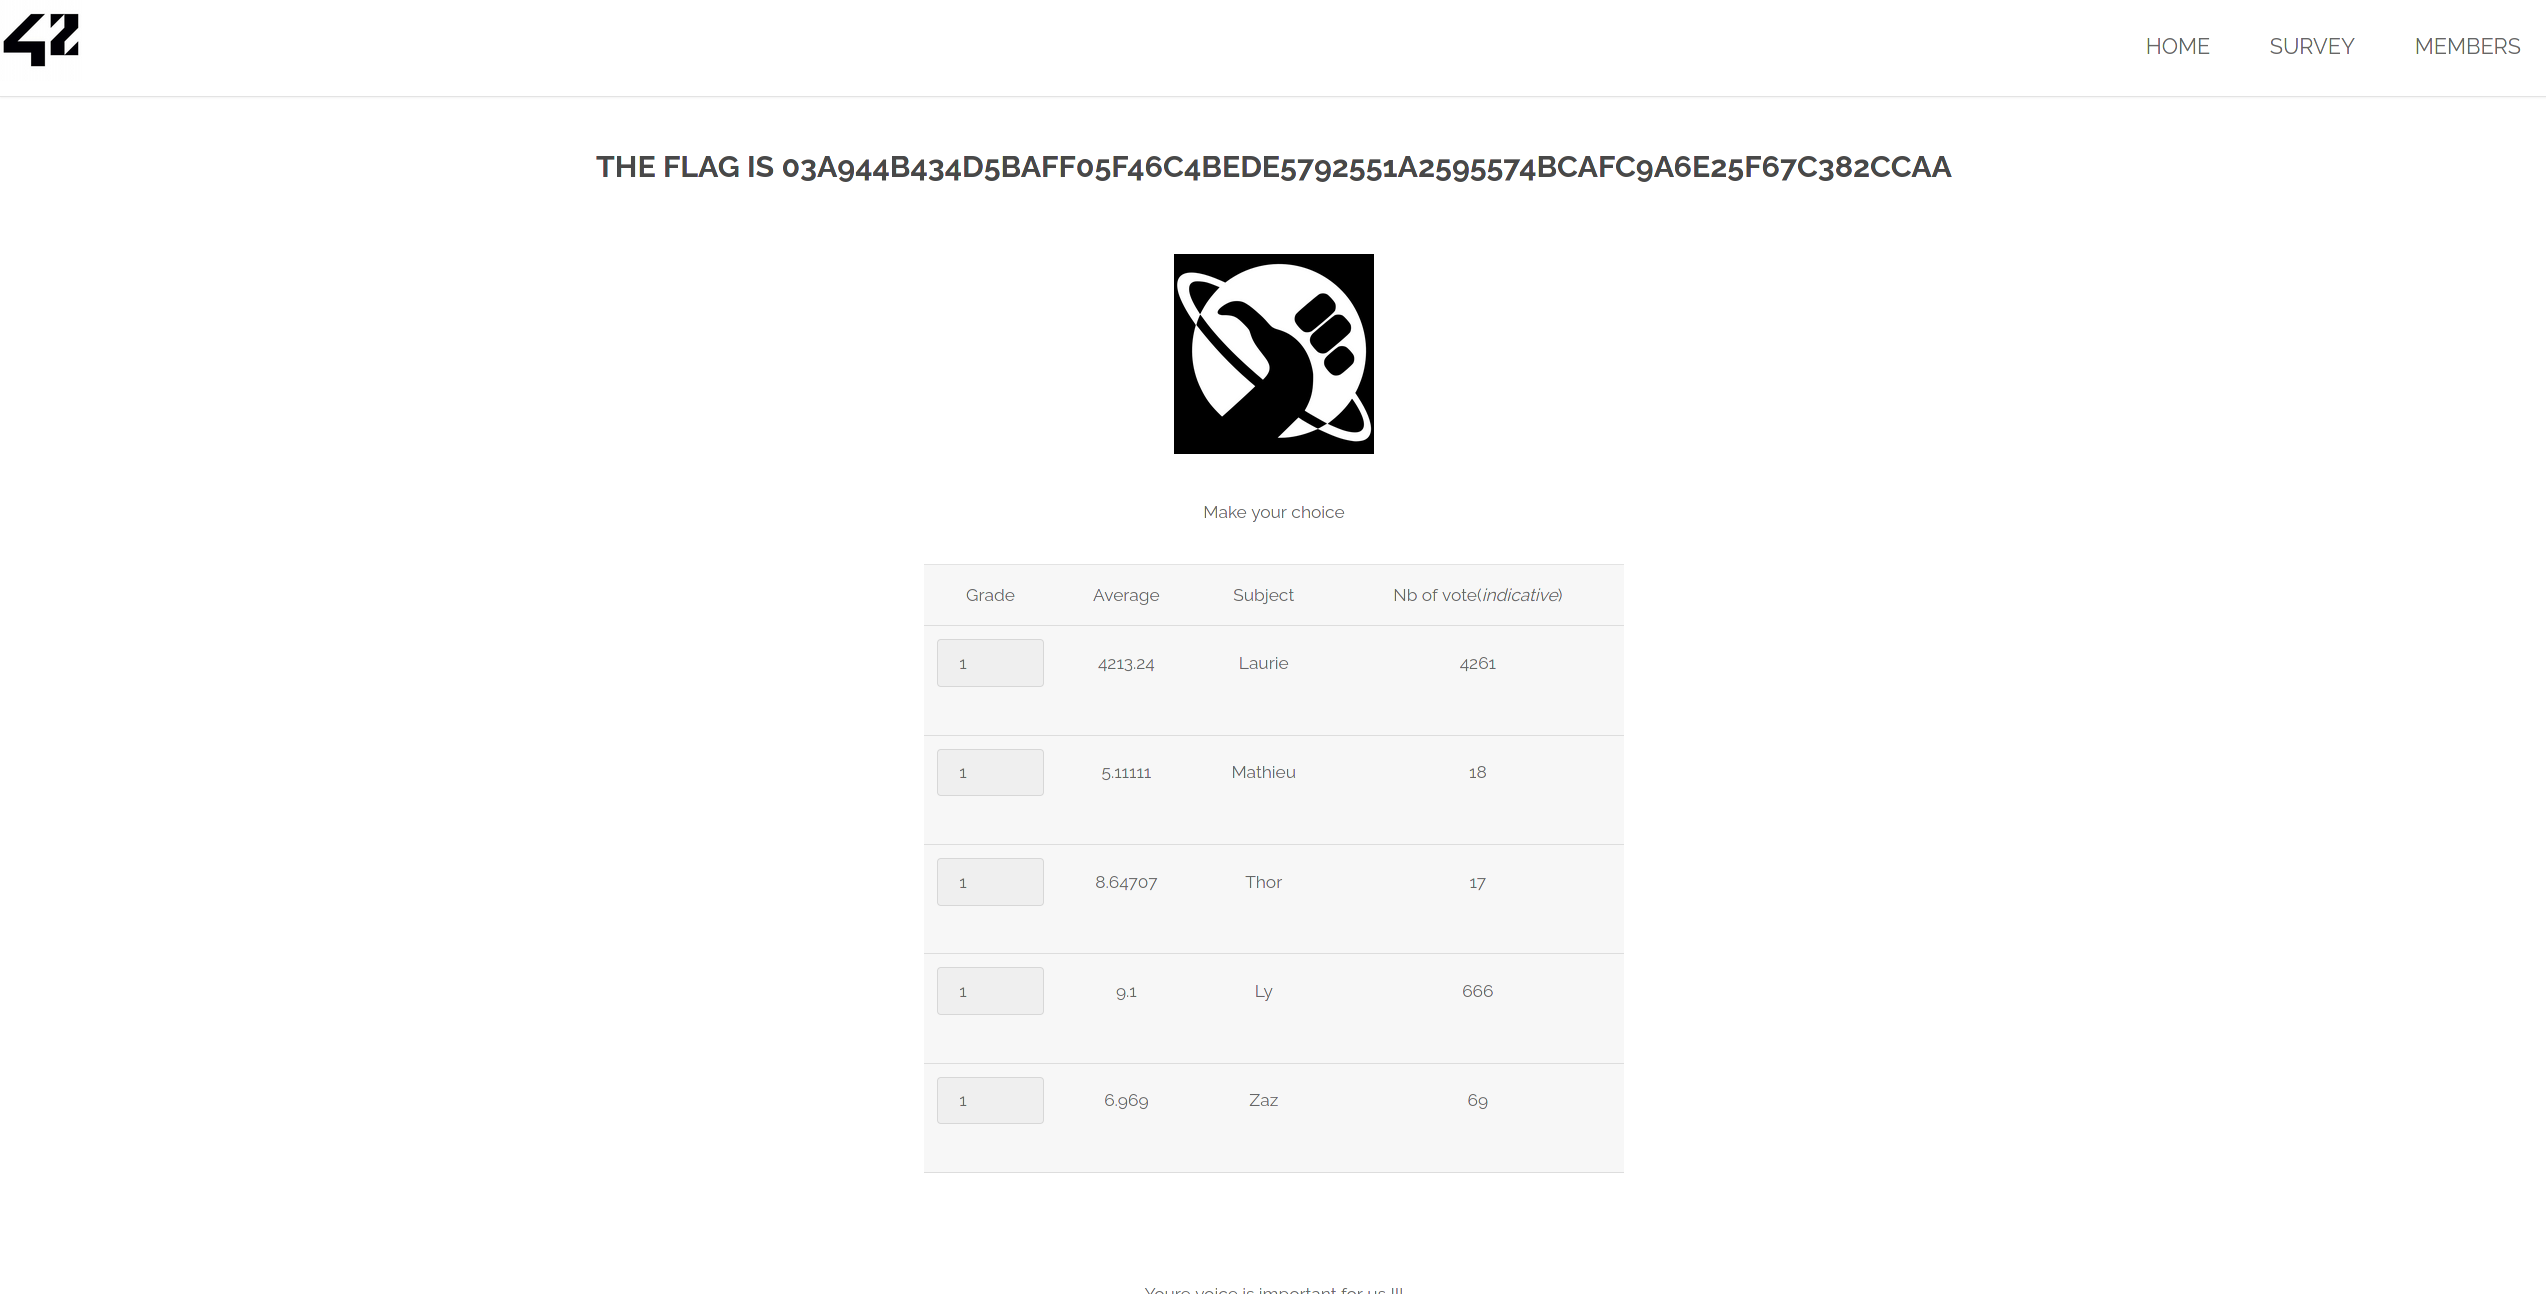 42
HOME SURVEY MEMBERS
THE FLAG IS 03A944B434D5BAFF05F46C4BEDE5792551A2595574BCAFC9A6E25F67C382CCAA
Make your choice
Grade Average Subject Nb of vote(indicative)
1 4213.24 Laurie 4261
1 5.11111 Mathieu 18
1 8.64707 Thor 17
1 9.1 Ly 666
1 6.969 Zaz 69
Youre voice is important for us !!!